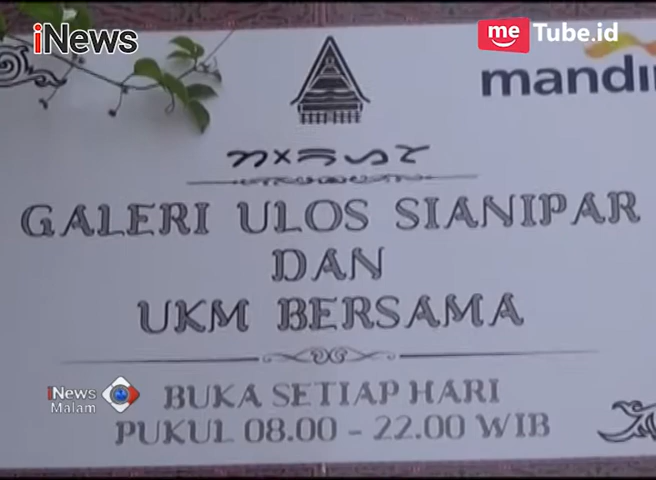 iNews
me Tube.id
GALERI ULOS SIANIPAR
DAN
UKM BERSAMA
iNews
Malam
BUKA SETIAP HARI
PUKUL 08.00 - 22.00 WIB